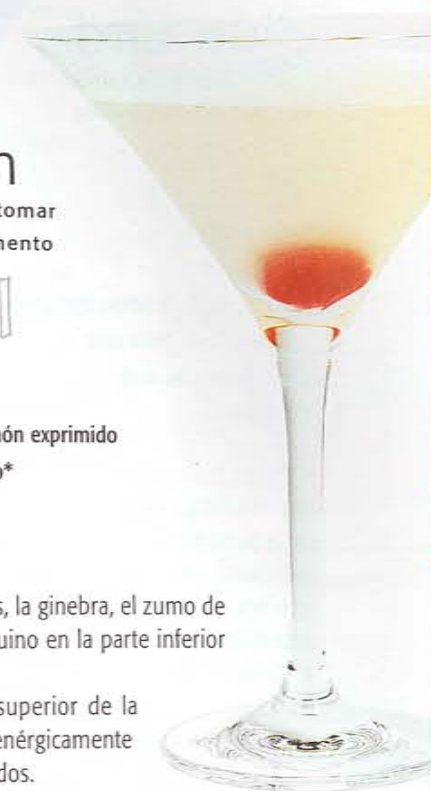 n
tomar
mento
ón exprimido
o*
s, la ginebra, el zumo de
uino en la parte inferior
superior de la
enérgicamente
dos.